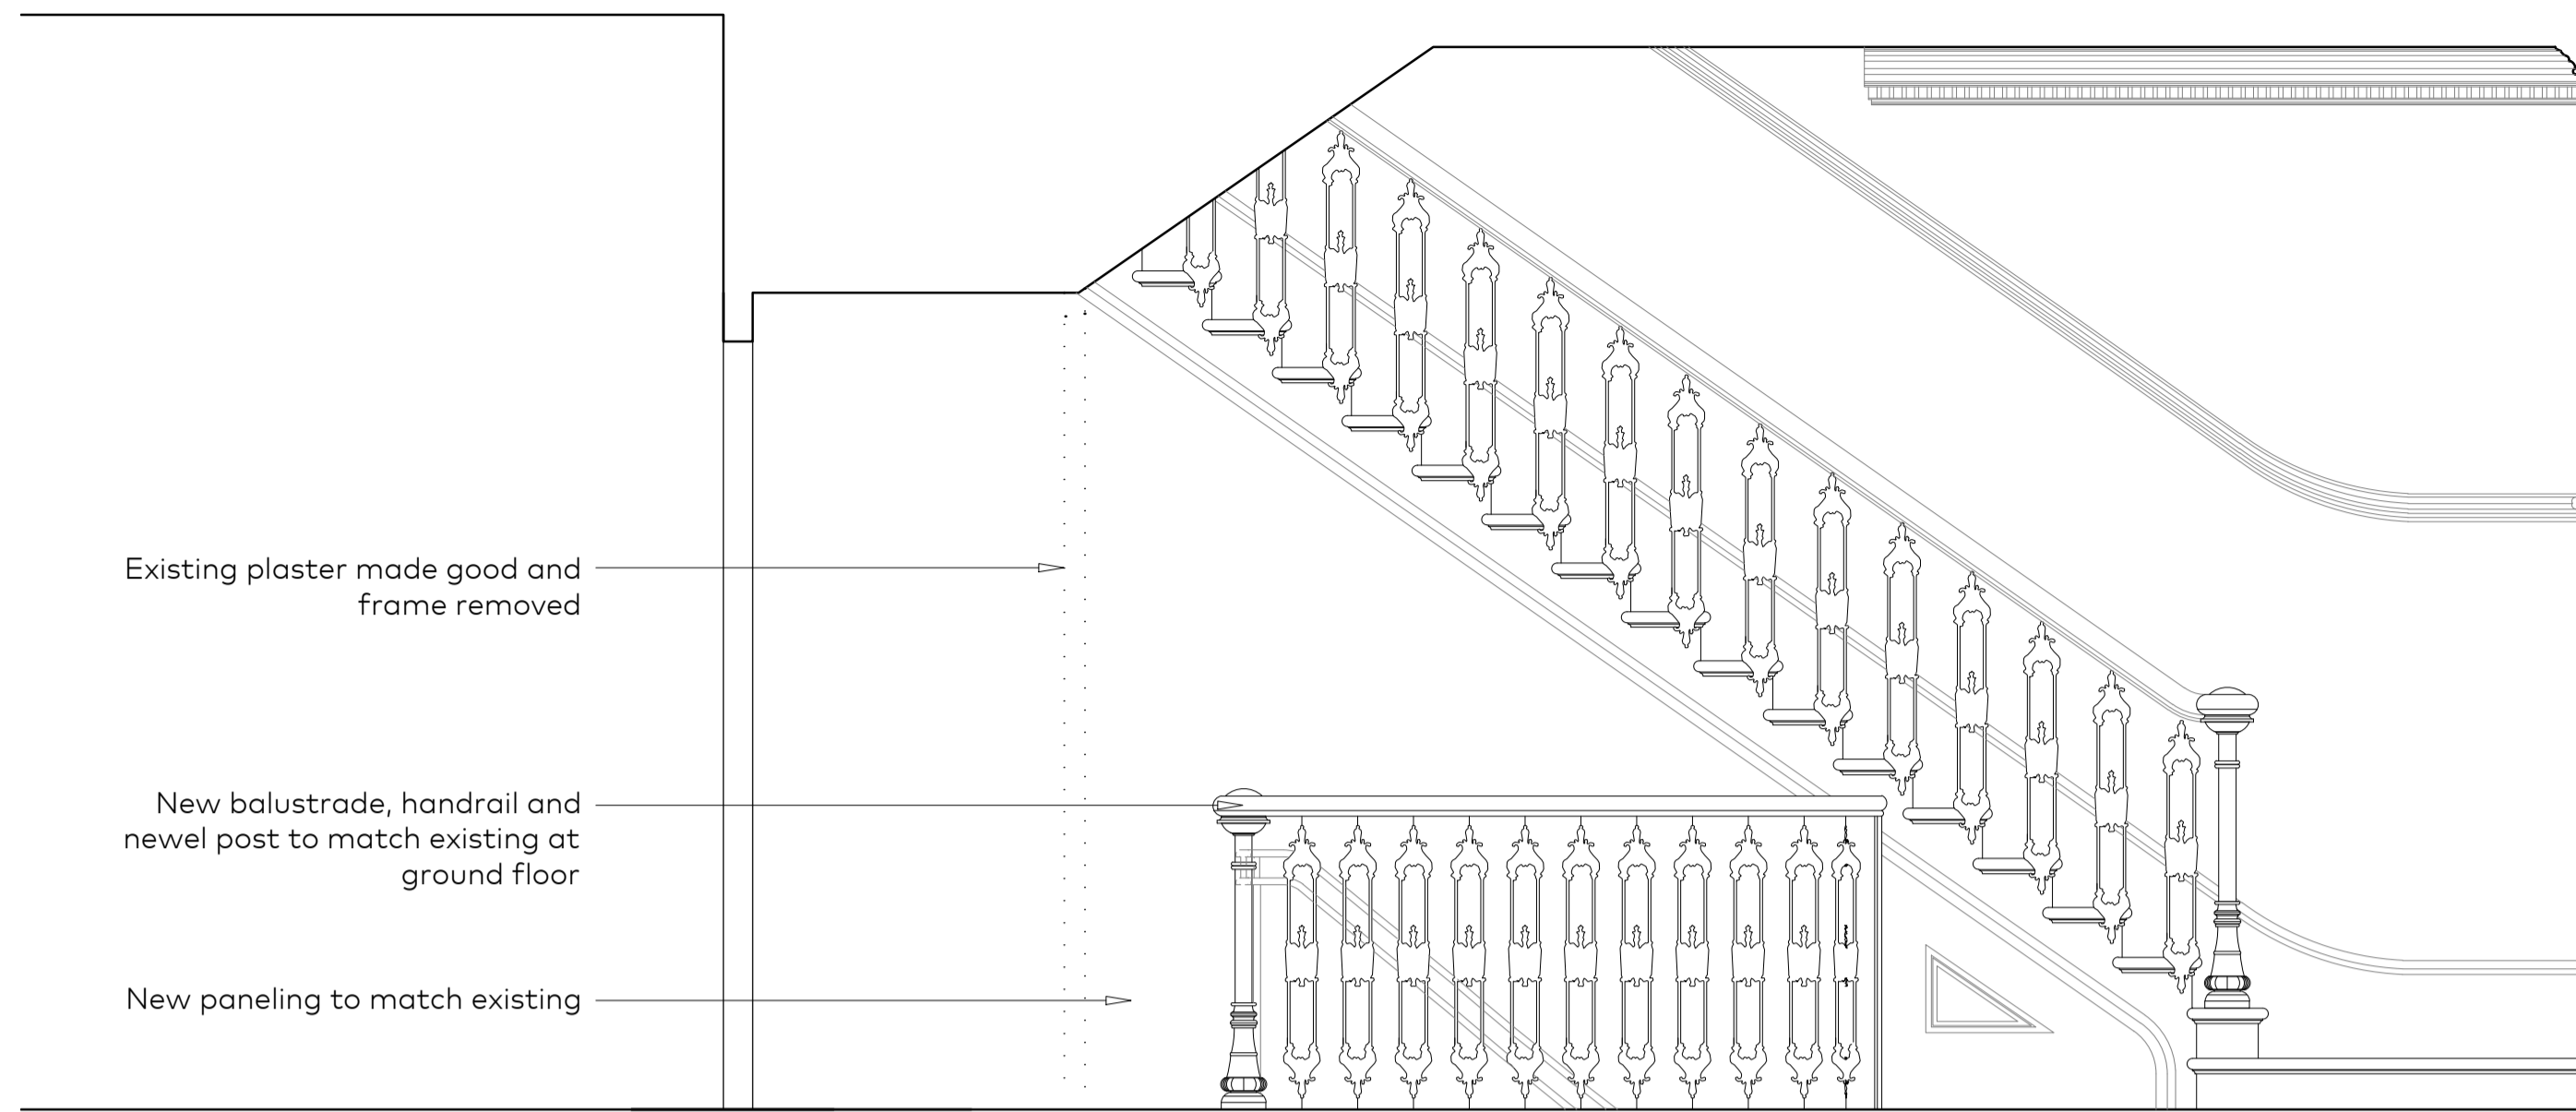 Existing plaster made good and
frame removed
New balustrade, handrail and
newel post to match existing at
ground floor
New paneling to match existing